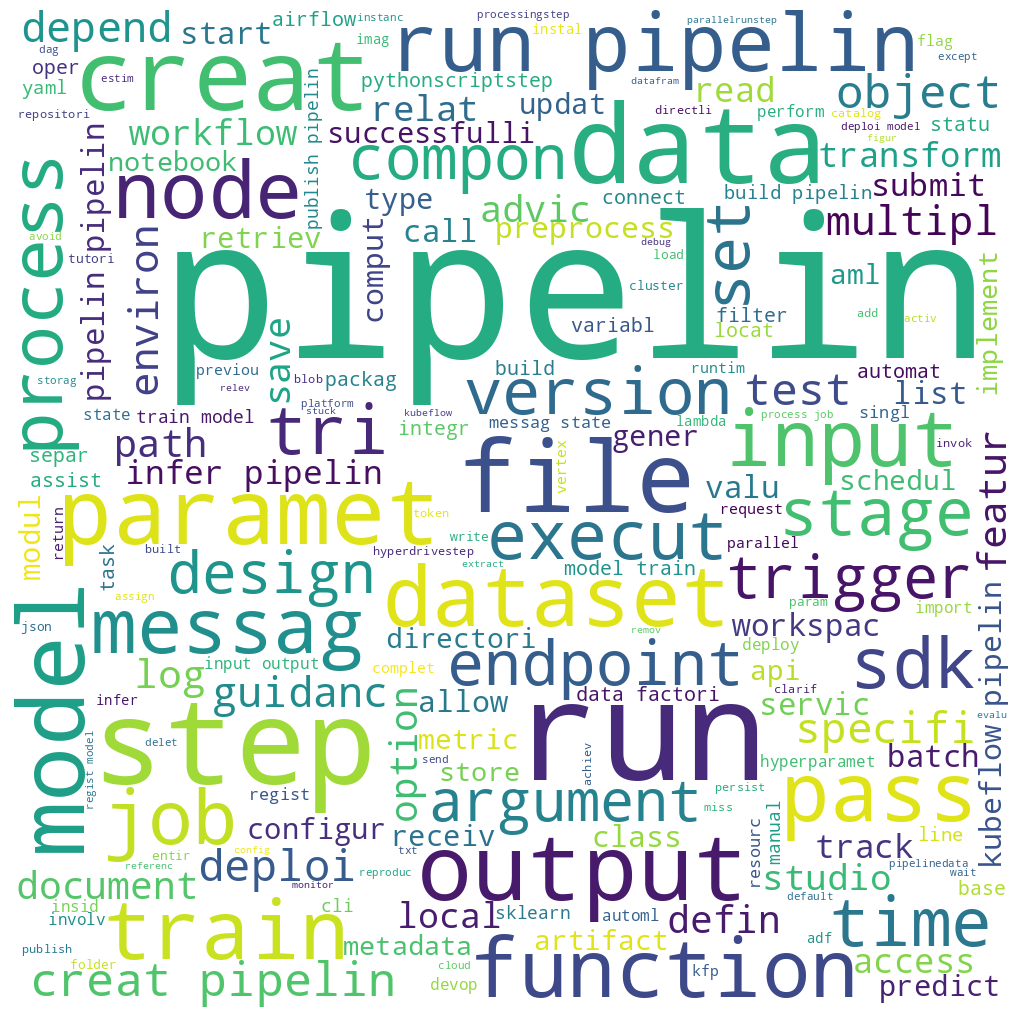 depend
start
airflow
instanc
processingstep
parallelrunstep
run pipelin
instal
flag
dag
oper
estim
creat
imag
pythonscriptstep
datafram
except
yaml
repositori
read
object
relat
updat
directli
perform
catalog
workflow
successfulli
data
deploi model
statu
figur
notebook
publish pipelin
compon
transform
process
pipelin pipelin
node
type
advic
connect
build pipelin
submit
avoid
tutori
environ
retriev
comput
call
preprocess
debug
load
set
multipl
pipelin
aml
implement
cluster
variabl
filter
locat
add
activ
storag
save
previou
relev
blob
packag
build
runtim
automat
platform
stuck
kubeflow
version
test
list
state
train model
tri
integr
messag state
lambda
process job
singl
separ
path
infer pipelin
file
vertex
gener
input
invok
assist
valu
schedul
featur
modul
return
paramet
token
request
stage
built
write
hyperdrivestep
execut
parallel
task
design
extract
model train
trigger
assign
dataset
param
import
json
messag
directori
remov
workspac
kubeflow pipelin
model
log
input output
complet
endpoint
deploy
api
sdk
infer
guidanc
allow
data factori
clarif
servic
evalu
regist model
step
delet
option
metric
send
run
achiev
specifi
hyperparamet
batch
regist
store
persist
pass
job
configur
argument
miss
receiv
class
resourc
manual
track
line
entir
config
txt
referenc
deploi
reproduc
output
pipelinedata
wait
document
monitor
studio
default
base
insid
involv
train
cli
local
sklearn
automl
defin
time
publish
metadata
artifact
adf
folder
creat pipelin
cloud
devop
function
kfp
access
predict